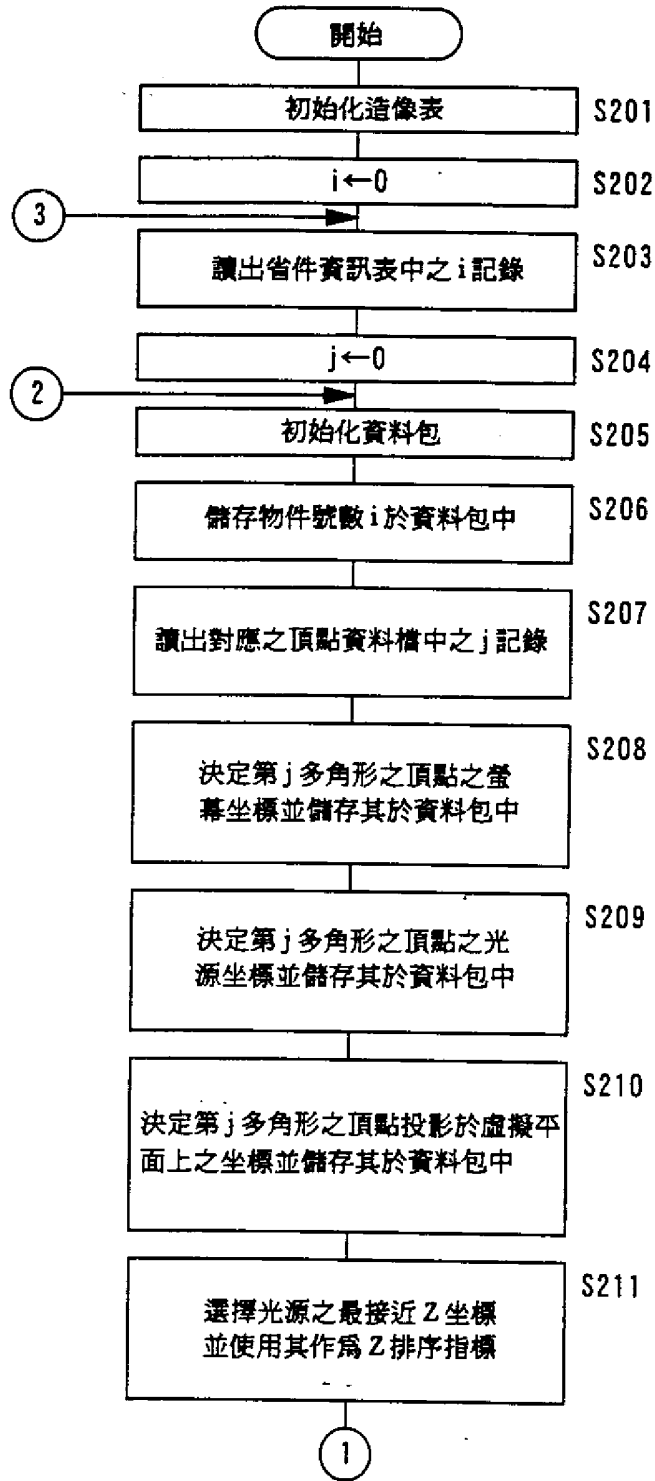 開始
初始化造像表
S201
i←0
S202
3
讀出省件資訊表中之i記錄
S203
j←0
S204
2
初始化資料包
S205
儲存物件號數i於資料包中
S206
讀出對應之頂點資料檔中之j記錄
S207
決定第j多角形之頂點之螢
幕坐標並儲存其於資料包中
S208
決定第j多角形之頂點之光
源坐標並儲存其於資料包中
S209
決定第j多角形之頂點投影於虛擬平
面上之坐標並儲存其於資料包中
S210
選擇光源之最接近Z坐標
並使用其作爲Z排序指標
S211
1